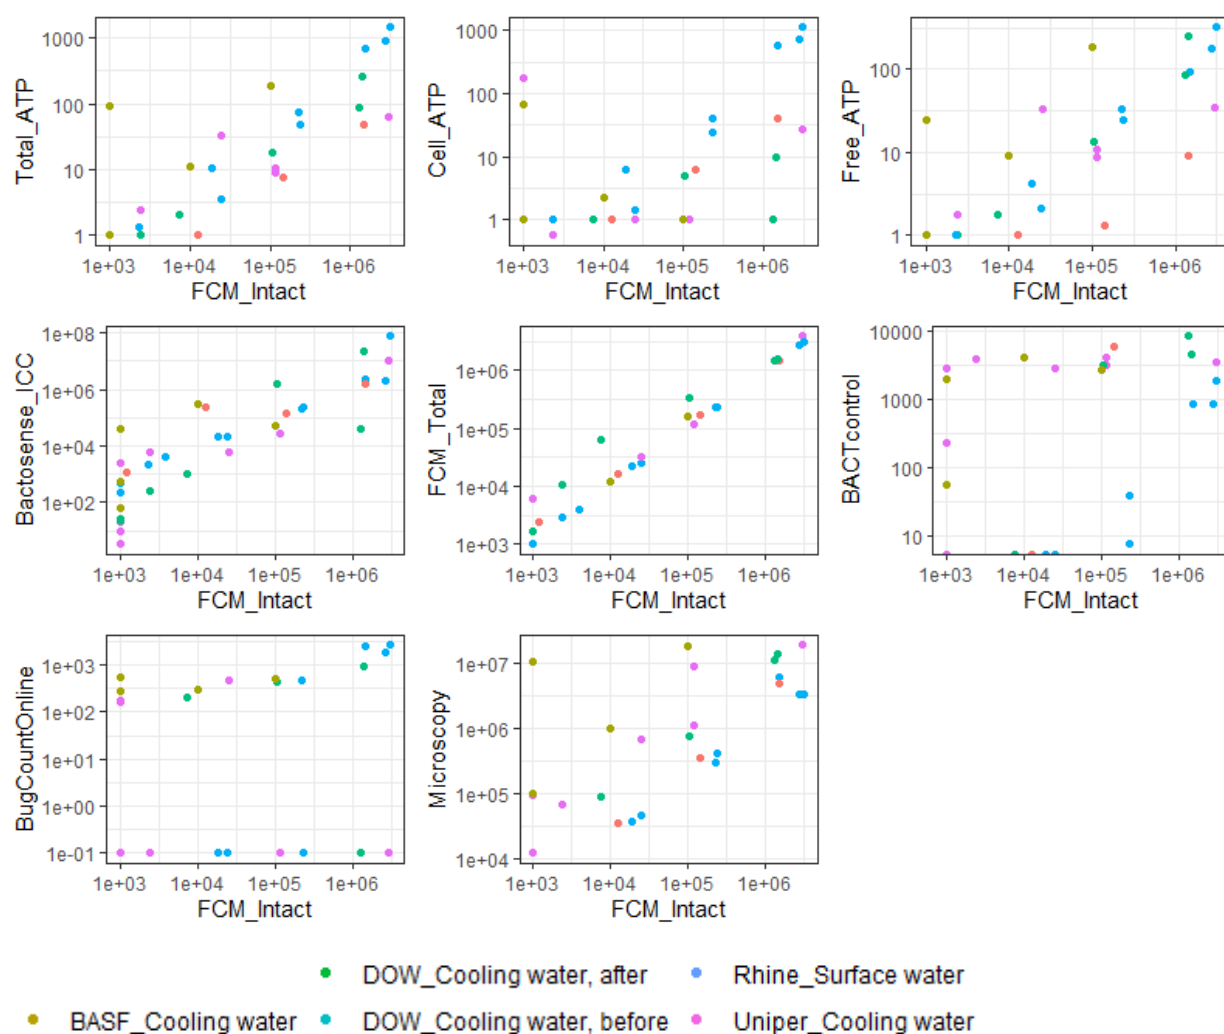 Total_ATP
1000
100
10
1
1e+03 1e+04 1e+05 1e+06
FCM_Intact
Cell_ATP
1000
100
10
1
1e+03 1e+04 1e+05 1e+06
FCM_Intact
Free_ATP
100
10
1
1e+03 1e+04 1e+05 1e+06
FCM_Intact
Bactosense_ICC
1e+08
1e+06
1e+04
1e+02
1e+03 1e+04 1e+05 1e+06
FCM_Intact
FCM_Total
1e+06
1e+05
1e+04
1e+03
1e+03 1e+04 1e+05 1e+06
FCM_Intact
BACTcontrol
10000
1000
100
10
1e+03 1e+04 1e+05 1e+06
FCM_Intact
BugCountOnline
1e+03
1e+02
1e+01
1e+00
1e-01
1e+03 1e+04 1e+05 1e+06
FCM_Intact
Microscopy
1e+07
1e+06
1e+05
1e+04
1e+03 1e+04 1e+05 1e+06
FCM_Intact
DOW_Cooling water, after Rhine_Surface water
BASF_Cooling water DOW_Cooling water, before Uniper_Cooling water